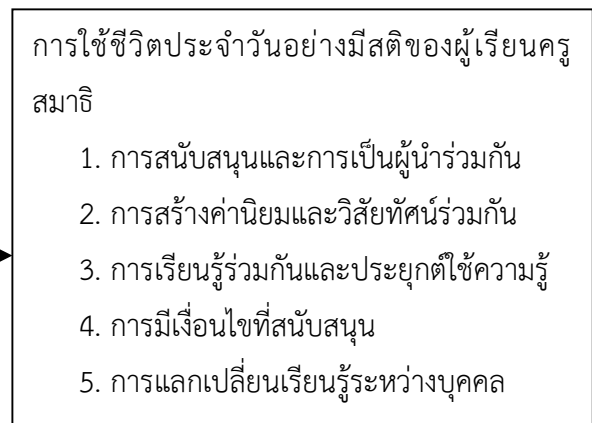 การใช้ชีวิตประจำวันอย่างมีสติของผู้เรียนครู
สมาธิ
1. การสนับสนุนและการเป็นผู้นำร่วมกัน
2. การสร้างค่านิยมและวิสัยทัศน์ร่วมกัน
3. การเรียนรู้ร่วมกันและประยุกต์ใช้ความรู้
4. การมีเงื่อนไขที่สนับสนุน
5. การแลกเปลี่ยนเรียนรู้ระหว่างบุคคล